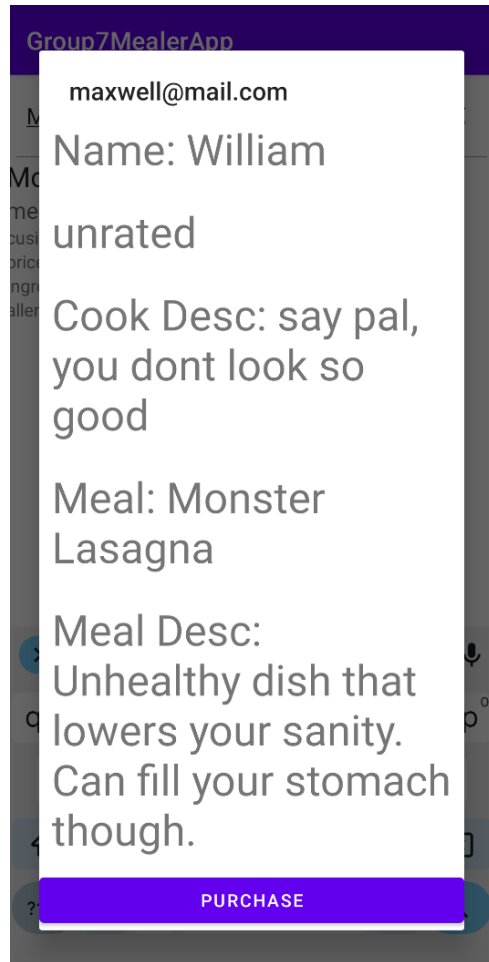 Group7MealerApp
maxwell@mail.com
Name: William
unrated
Cook Desc: say pal,
you dont look so
good
Meal: Monster
Lasagna
Meal Desc:
Unhealthy dish that
lowers your sanity.
Can fill your stomach
though.
PURCHASE